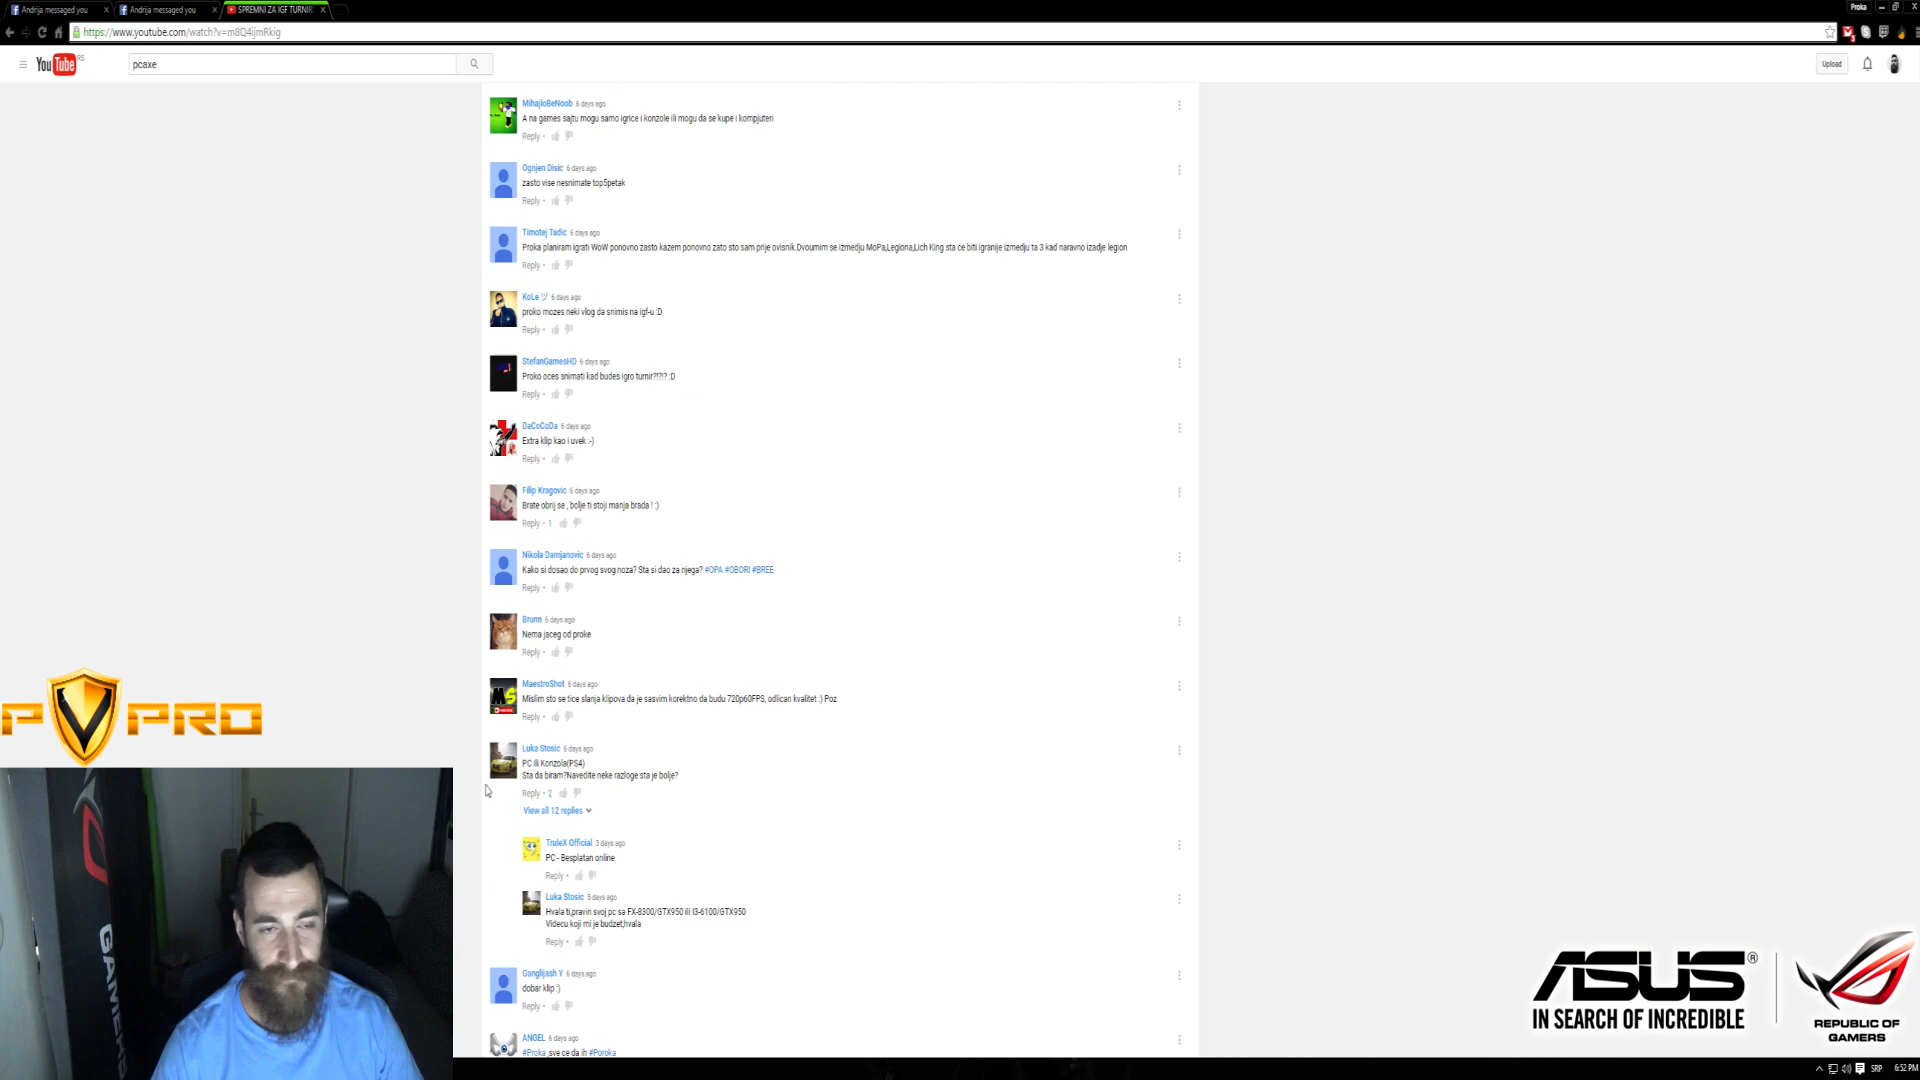 Andrija messaged you
Andrija messaged you
SPREMNI ZA IGF TURNIR
Proka
https://www.youtube.com/watch?v=m8Q4ijmRkig
YouTube RS
pcaxe
Upload
MihajloBeNoob 6 days ago
A na games sajtu mogu samo igrice i konzole ili mogu da se kupe i kompjuteri
Reply •
Ognjen Disic 6 days ago
zasto vise nesnimate top5petak
Reply •
Timotej Tadic 6 days ago
Proka planiram igrati WoW ponovno zasto kazem ponovno zato sto sam prije ovisnik.Dvoumim se izmedju MoPa,Legiona,Lich King sta ce biti igranije izmedju ta 3 kad naravno izadje legion
Reply •
KoLe ヅ 6 days ago
proko mozes neki vlog da snimis na igf-u :D
Reply •
StefanGamesHD 6 days ago
Proko oces snimati kad budes igro turnir?!?!? :D
Reply •
DaCoCoDa 6 days ago
Extra klip kao i uvek :-)
Reply •
Filip Kragovic 6 days ago
Brate obrij se , bolje ti stoji manja brada ! :)
Reply • 1
Nikola Damjanovic 6 days ago
Kako si dosao do prvog svog noza? Sta si dao za njega? #OPA #OBORI #BREE
Reply •
Brunn 6 days ago
Nema jaceg od proke
Reply •
MaestroShot 6 days ago
Mislim sto se tice slanja klipova da je sasvim korektno da budu 720p60FPS, odlican kvalitet :) Poz
Reply •
Luka Stosic 6 days ago
PC ili Konzola(PS4)
Sta da biram?Navedite neke razloge sta je bolje?
Reply • 2
View all 12 replies
TruleX Official 3 days ago
PC - Besplatan online
Reply •
Luka Stosic 5 days ago
Hvala ti,pravin svoj pc sa FX-8300/GTX950 ili I3-6100/GTX950
Videcu koji mi je budzet,hvala
Reply •
Ganglijash Y 6 days ago
dobar klip :)
Reply •
ANGEL 6 days ago
#Proka ,sve ce da ih #Poroka
P V PRO
GAMING
ASUS®
IN SEARCH OF INCREDIBLE
REPUBLIC OF
GAMERS
SRP
6:52 PM